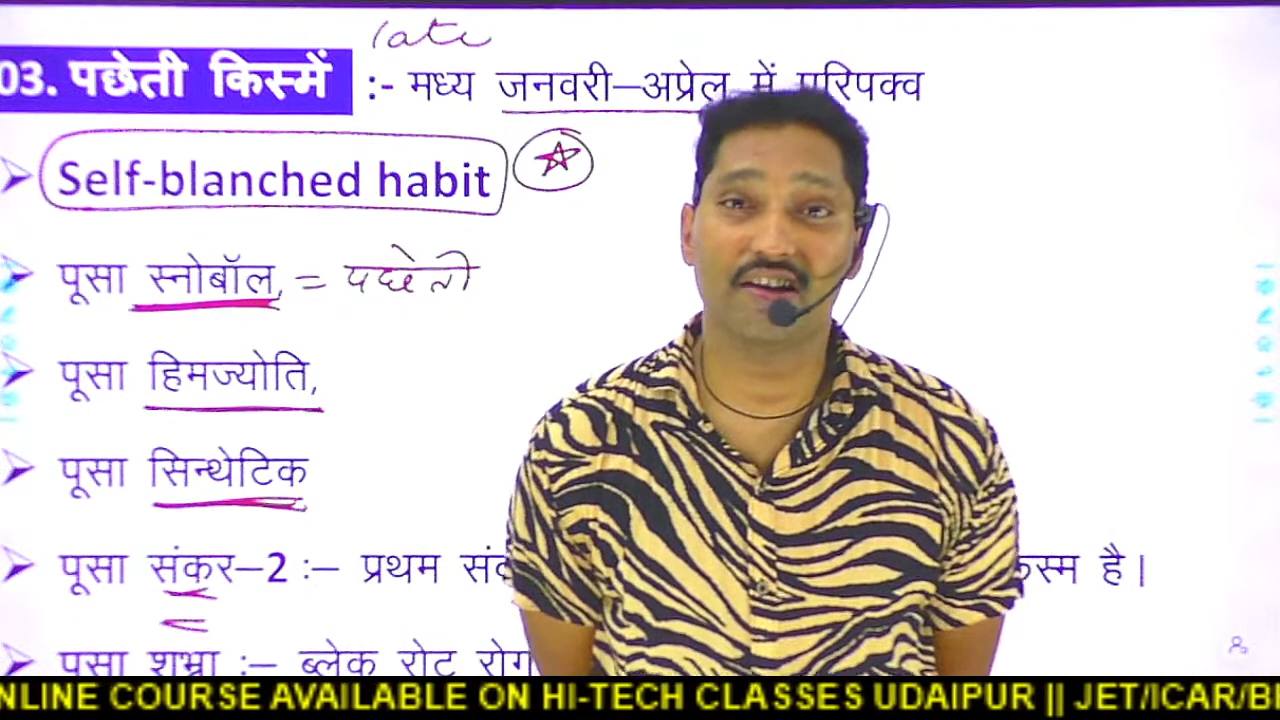 late
03. पछेती किस्में :- मध्य जनवरी–अप्रेल में परिपक्व
Self-blanched habit
पूसा स्नोबॉल, = पछेती
पूसा हिमज्योति,
पूसा सिन्थेटिक
पूसा संकर–2 :– प्रथम है।
पूसा शुभ्रा :– ब्लेक रोट रोग
ONLINE COURSE AVAILABLE ON HI-TECH CLASSES UDAIPUR || JET/ICAR/